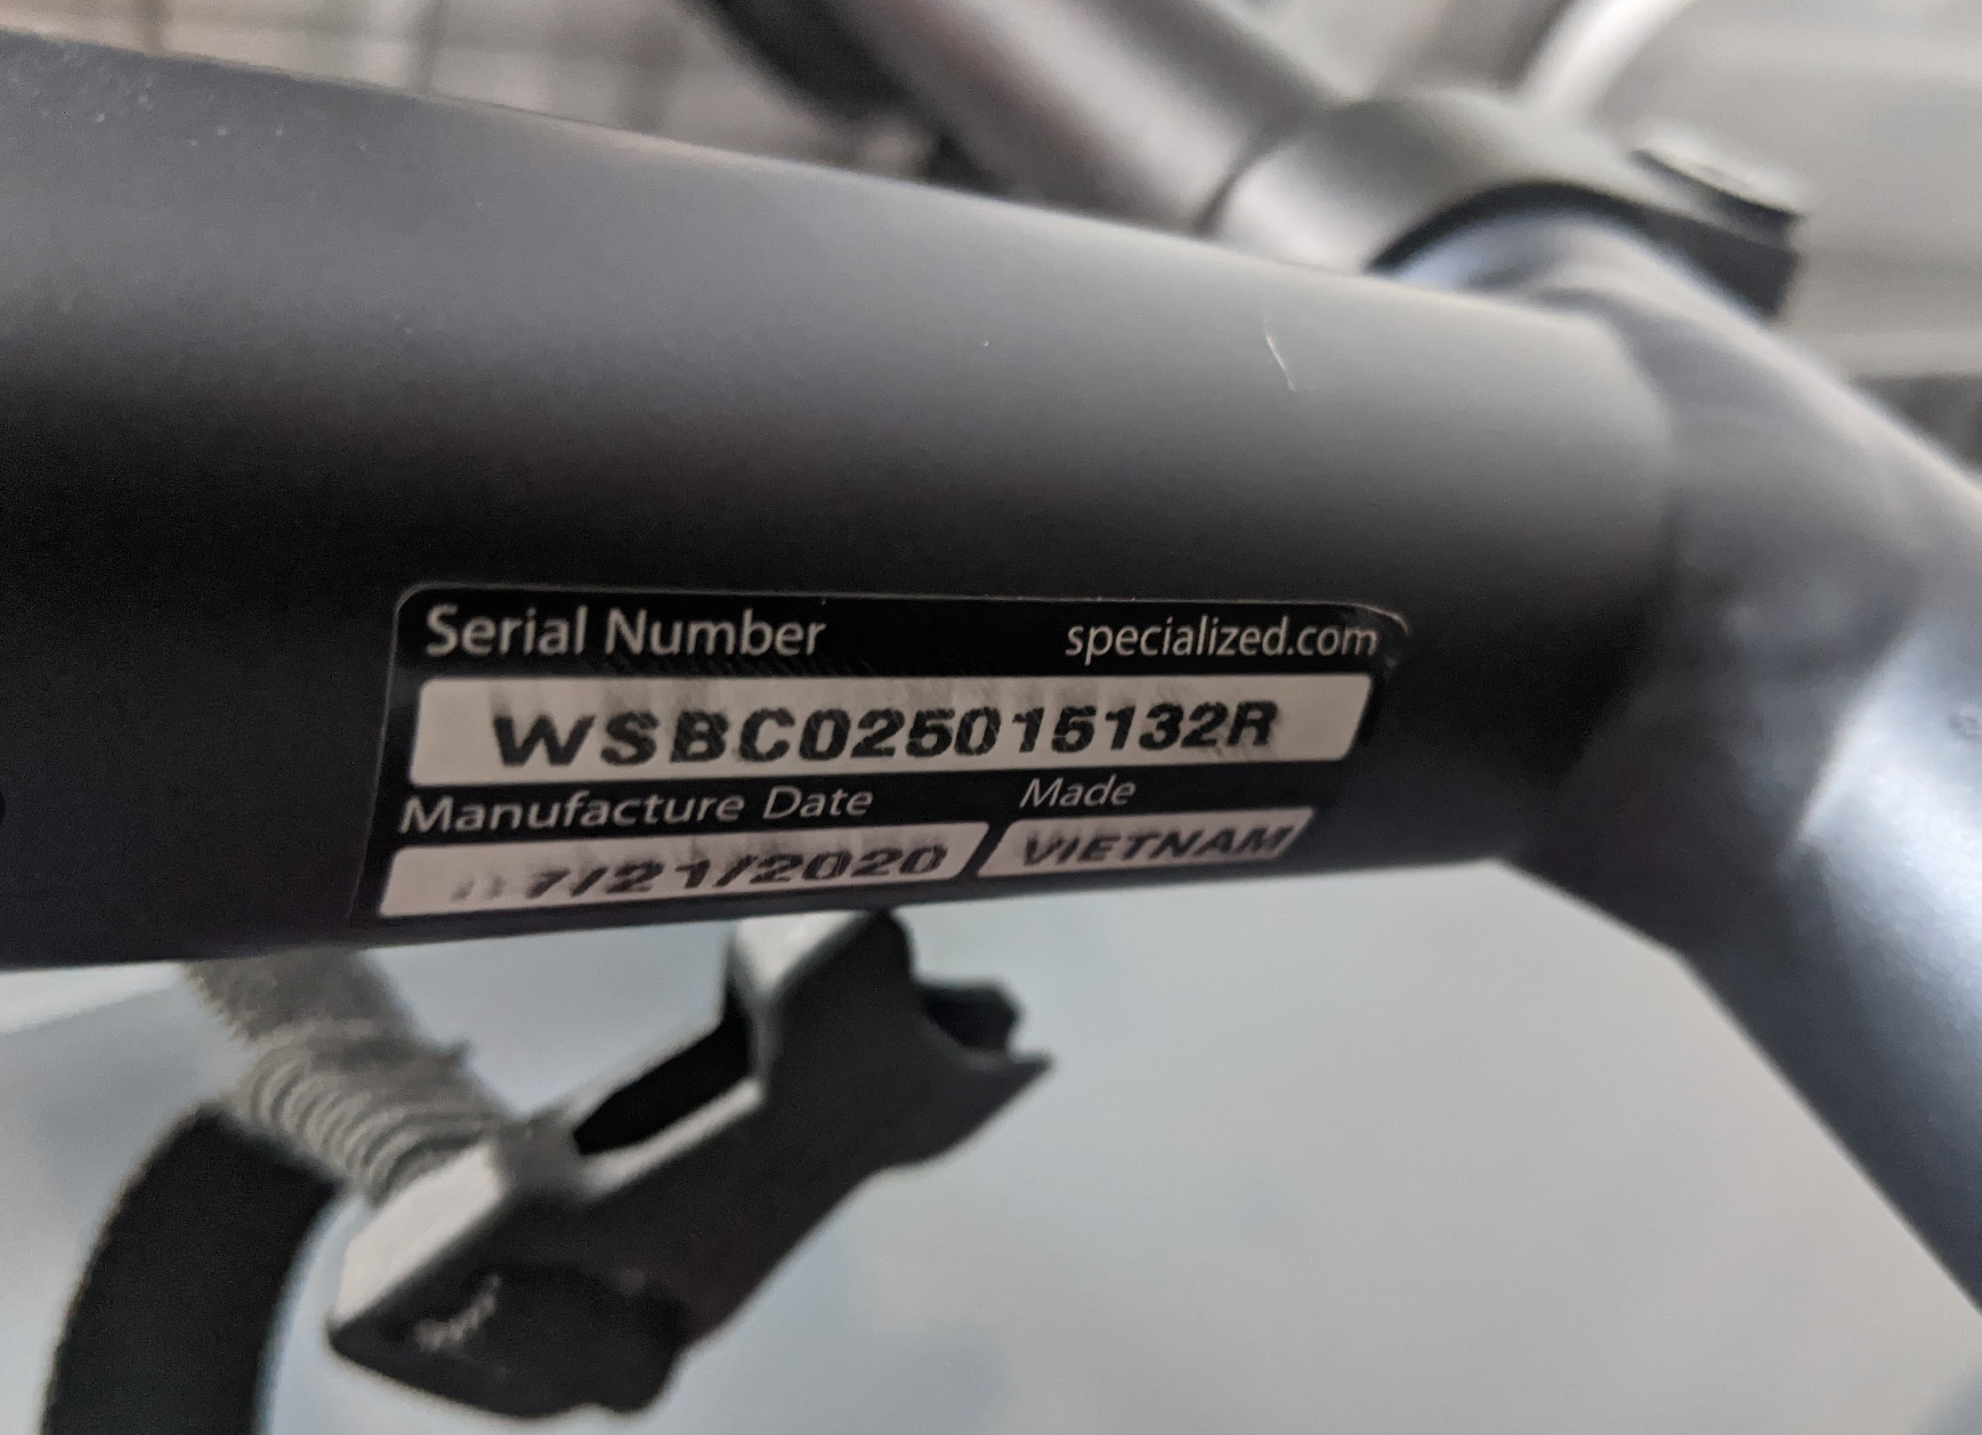 Serial Number specialized.com
WSBC025015132R
Manufacture Date Made
7/21/2020 VIETNAM